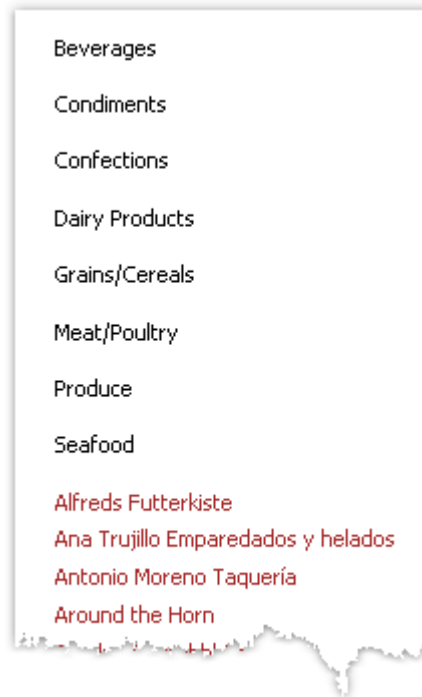 Beverages
Condiments
Confections
Dairy Products
Grains/Cereals
Meat/Poultry
Produce
Seafood
Alfreds Futterkiste
Ana Trujillo Emparedados y helados
Antonio Moreno Taquería
Around the Horn